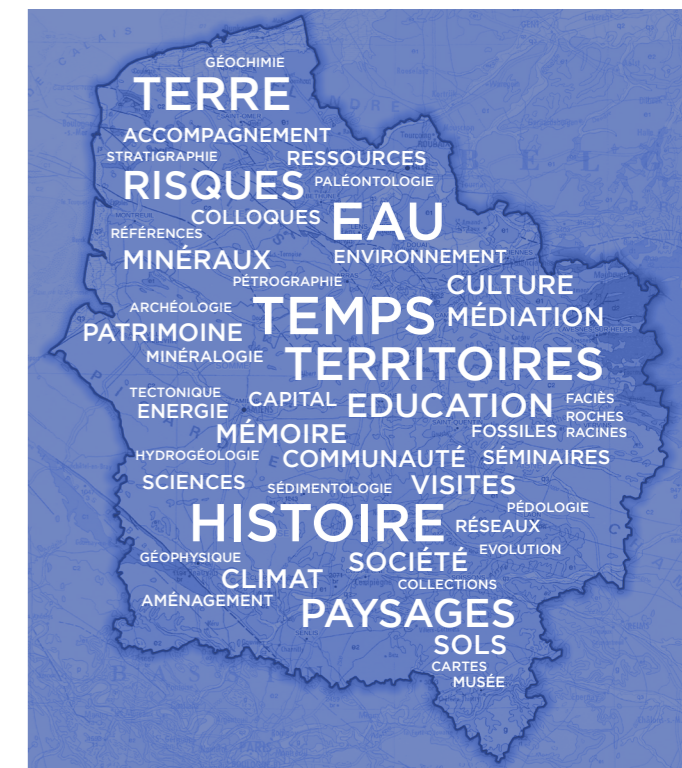 GÉOCHIMIE
TERRE
ACCOMPAGNEMENT
STRATIGRAPHIE RESSOURCES
RISQUES PALÉONTOLOGIE
COLLOQUES EAU
RÉFÉRENCES
MINÉRAUX ENVIRONNEMENT
PÉTROGRAPHIE CULTURE
ARCHÉOLOGIE TEMPS MÉDIATION
PATRIMOINE
MINÉRALOGIE TERRITOIRES
TECTONIQUE CAPITAL EDUCATION FACIÈS
ENERGIE ROCHES
MÉMOIRE FOSSILES RACINES
HYDROGÉOLOGIE COMMUNAUTÉ SÉMINAIRES
SCIENCES SÉDIMENTOLOGIE VISITES
PÉDOLOGIE
HISTOIRE RÉSEAUX
GÉOPHYSIQUE SOCIÉTÉ EVOLUTION
CLIMAT COLLECTIONS
AMÉNAGEMENT PAYSAGES
SOLS
CARTES
MUSÉE